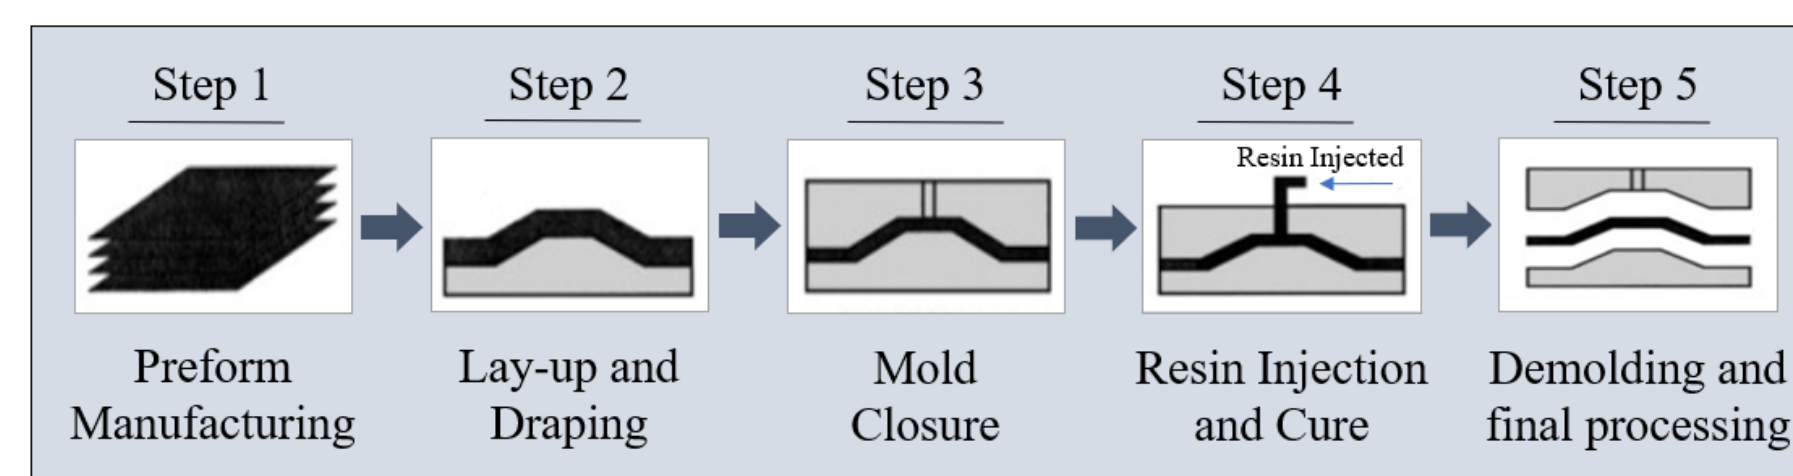 Step 1
Step 2
Step 3
Step 4
Step 5
Resin Injected
Preform
Manufacturing
Lay-up and
Draping
Mold
Closure
Resin Injection
and Cure
Demolding and
final processing